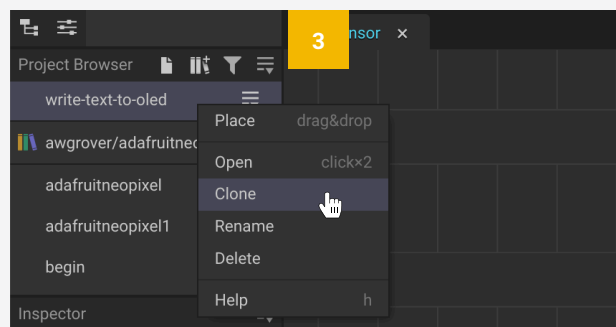 3
nsor ×
Project Browser
write-text-to-oled
Place drag&drop
awgrover/adafruitne
Open click×2
adafruitneopixel
Clone
adafruitneopixel1
Rename
Delete
begin
Help h
Inspector